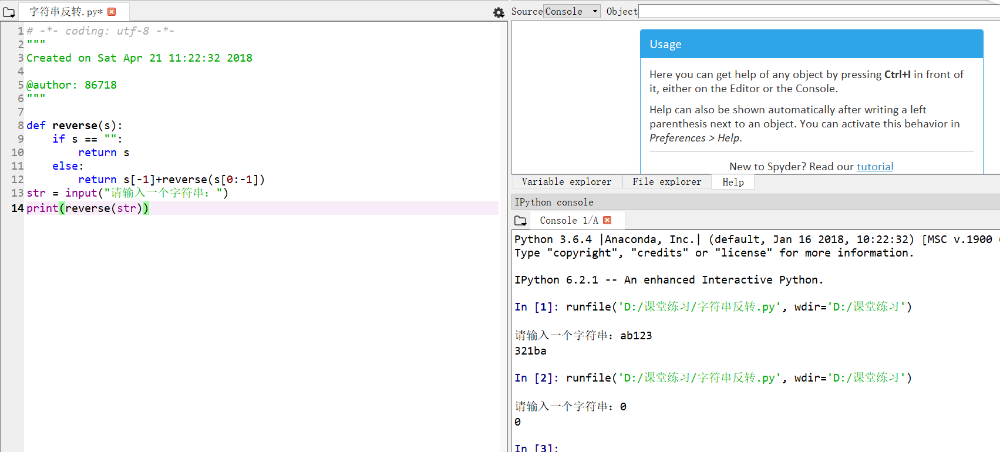 字符串反转.py*
1 # -*- coding: utf-8 -*-
2 """
3 Created on Sat Apr 21 11:22:32 2018
4
5 @author: 86718
6 """
7
8 def reverse(s):
9     if s == "":
10         return s
11     else:
12         return s[-1]+reverse(s[0:-1])
13 str = input("请输入一个字符串：")
14 print(reverse(str))
Source Console Object
Usage
Here you can get help of any object by pressing Ctrl+I in front of
it, either on the Editor or the Console.
Help can also be shown automatically after writing a left
parenthesis next to an object. You can activate this behavior in
Preferences > Help.
New to Spyder? Read our tutorial
Variable explorer File explorer Help
IPython console
Console 1/A
Python 3.6.4 |Anaconda, Inc.| (default, Jan 16 2018, 10:22:32) [MSC v.1900
Type "copyright", "credits" or "license" for more information.
IPython 6.2.1 -- An enhanced Interactive Python.
In [1]: runfile('D:/课堂练习/字符串反转.py', wdir='D:/课堂练习')
请输入一个字符串：ab123
321ba
In [2]: runfile('D:/课堂练习/字符串反转.py', wdir='D:/课堂练习')
请输入一个字符串：0
0
In [3]: